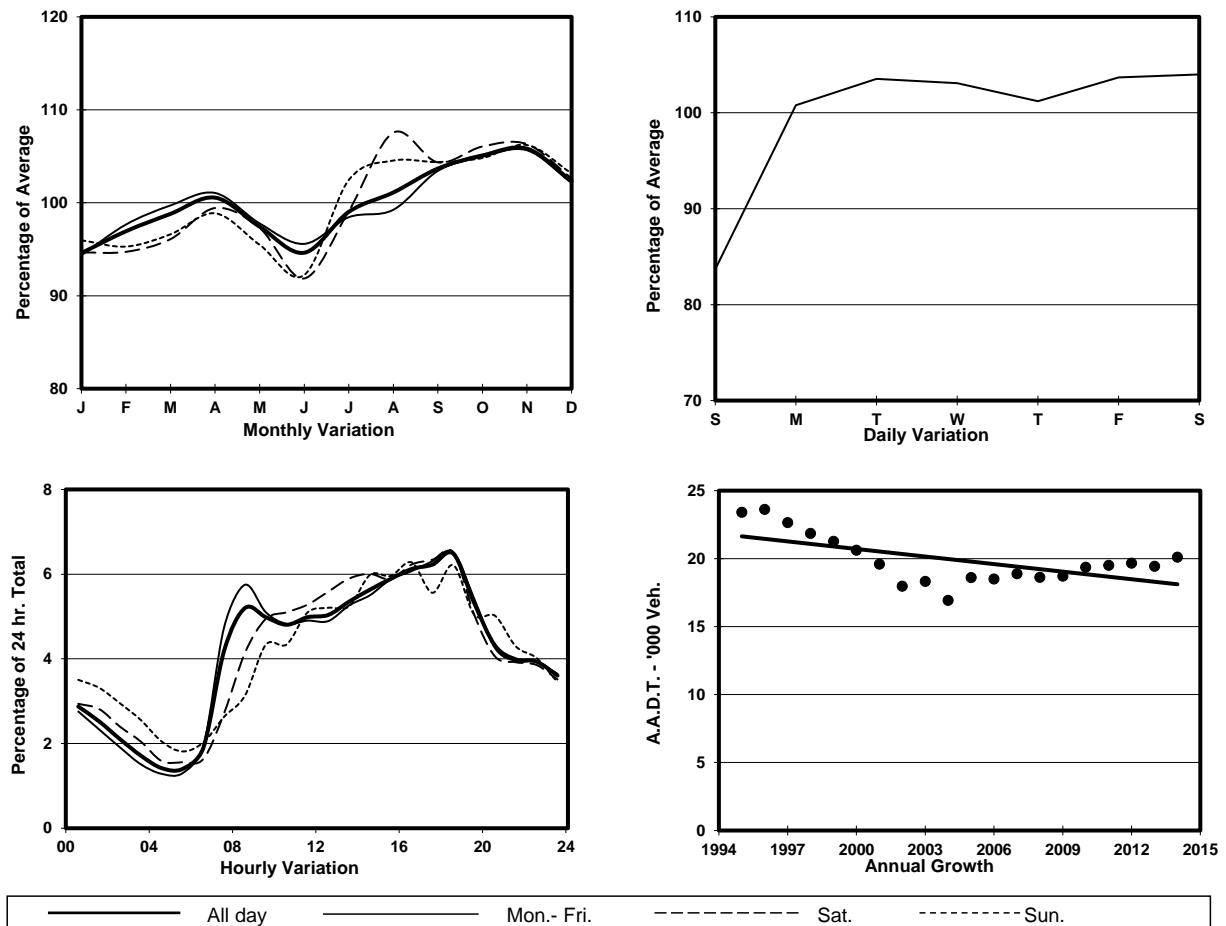 120
110
100
90
80
Percentage of Average
J F M A M J J A S O N D
Monthly Variation
110
100
90
80
70
Percentage of Average
S M T W T F S
Daily Variation
8
6
4
2
0
Percentage of 24 hr. Total
00 04 08 12 16 20 24
Hourly Variation
25
20
15
10
5
0
A.A.D.T. - '000 Veh.
1994 1997 2000 2003 2006 2009 2012 2015
Annual Growth
All day Mon.- Fri. Sat. Sun.